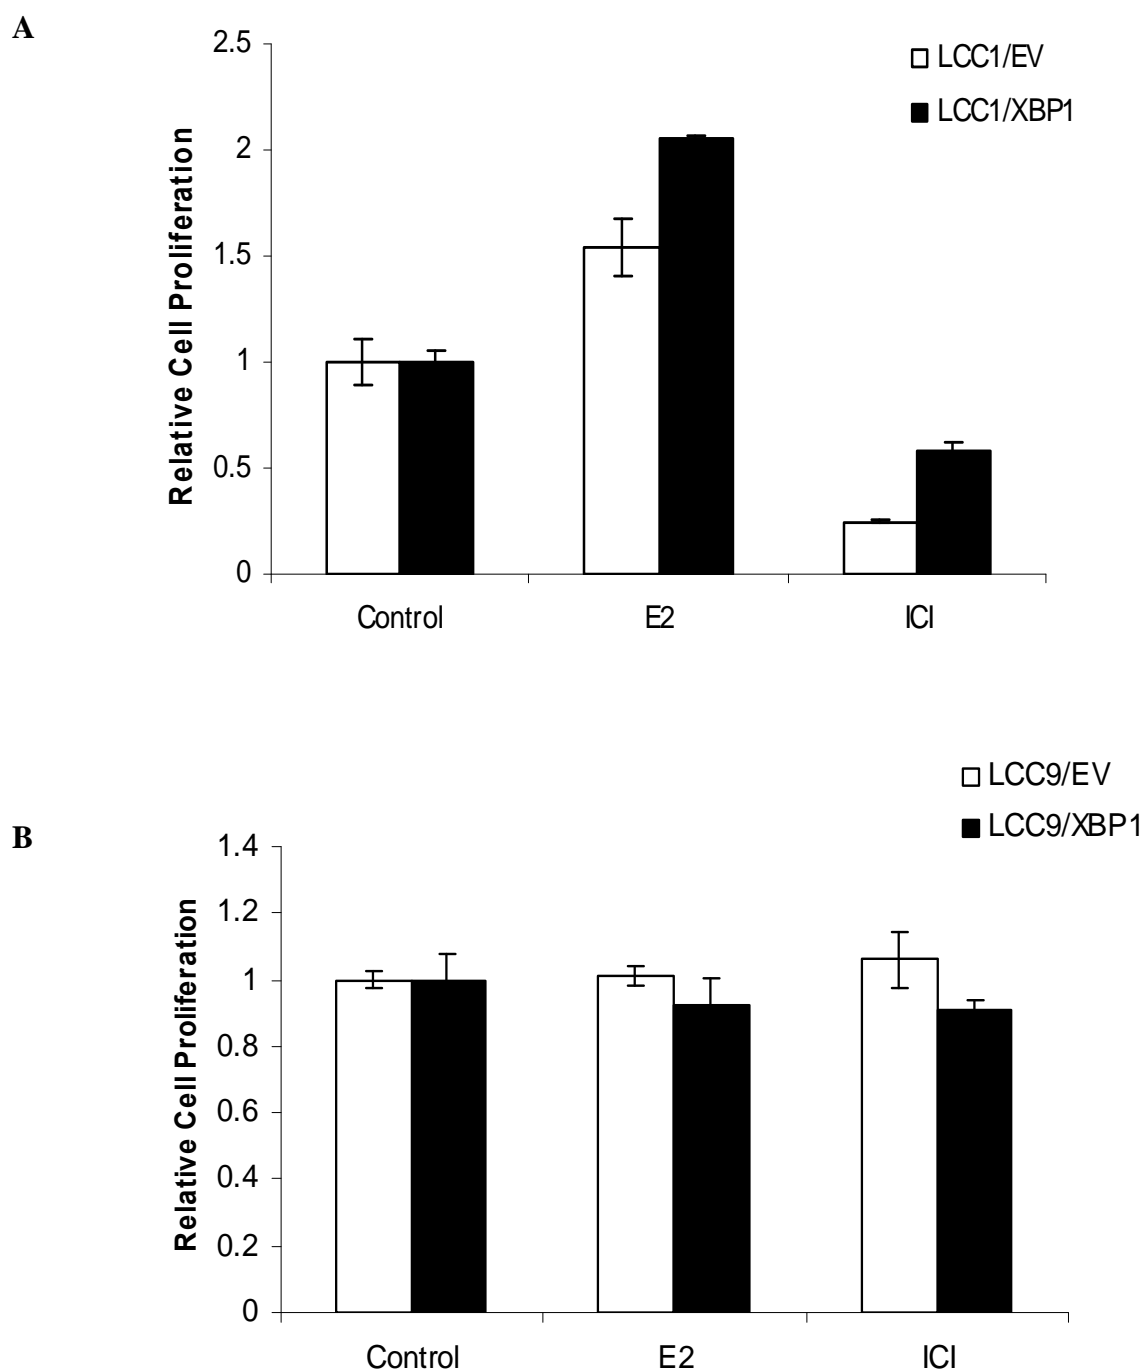 A
2.5
2
1.5
1
0.5
0
Relative Cell Proliferation
LCC1/EV
LCC1/XBP1
Control E2 ICI
B
1.4
1.2
1
0.8
0.6
0.4
0.2
0
Relative Cell Proliferation
LCC9/EV
LCC9/XBP1
Control E2 ICI